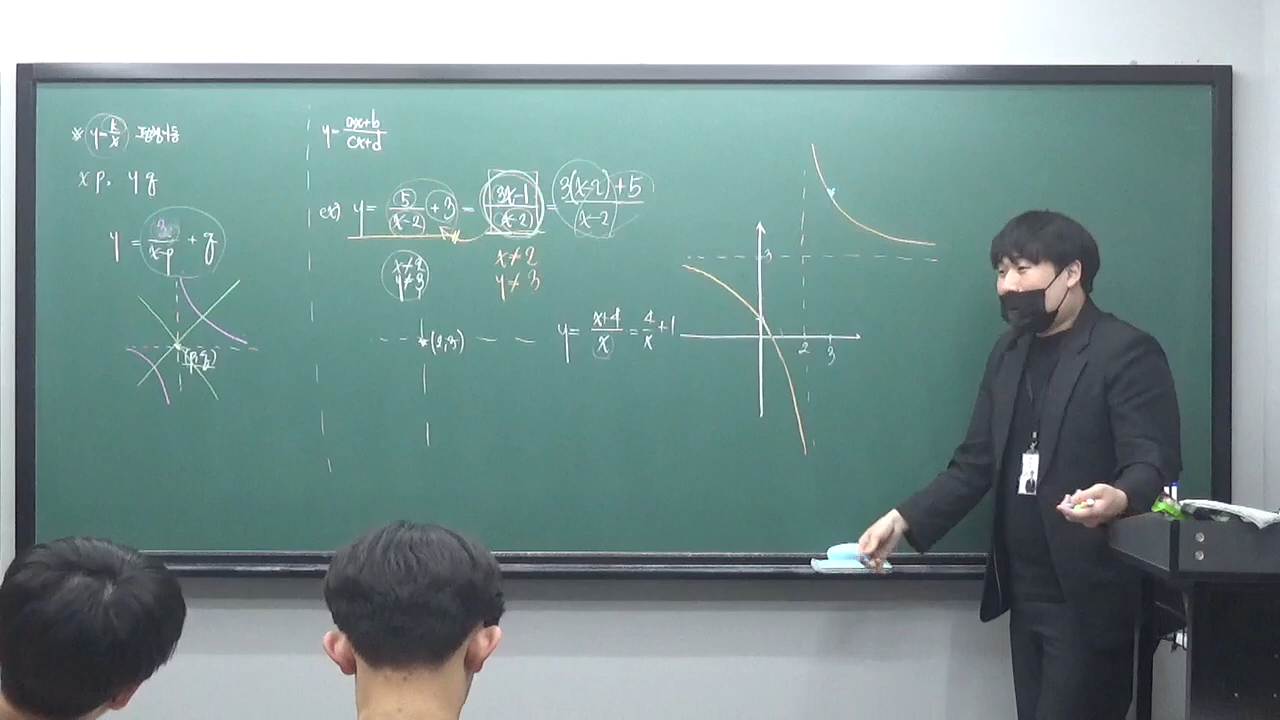 ※ y=k/x 평행이동
x p, y q
y = k/(x-p) + q
(p,q)
y = (ax+b)/(cx+d)
ex) y = 5/(x-2) + 3 = (3x-1)/(x-2) = (3(x-2)+5)/(x-2)
x≠2
y≠3
x≠2
y≠3
(2,3)
y = (x+4)/x = 4/x + 1
3
2
3